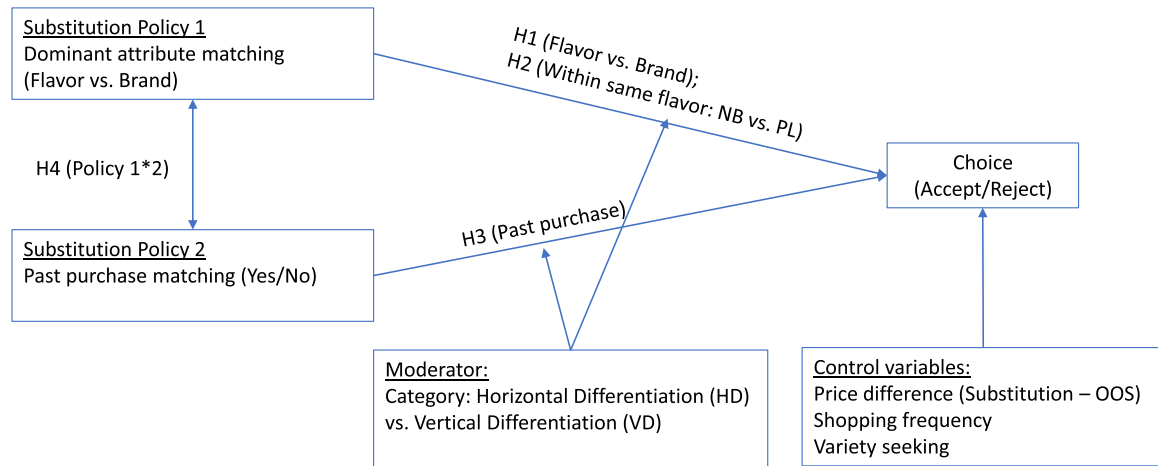 Substitution Policy 1
Dominant attribute matching
(Flavor vs. Brand)
H1 (Flavor vs. Brand);
H2 (Within same flavor: NB vs. PL)
H4 (Policy 1*2)
Choice
(Accept/Reject)
H3 (Past purchase)
Substitution Policy 2
Past purchase matching (Yes/No)
Moderator:
Category: Horizontal Differentiation (HD)
vs. Vertical Differentiation (VD)
Control variables:
Price difference (Substitution – OOS)
Shopping frequency
Variety seeking